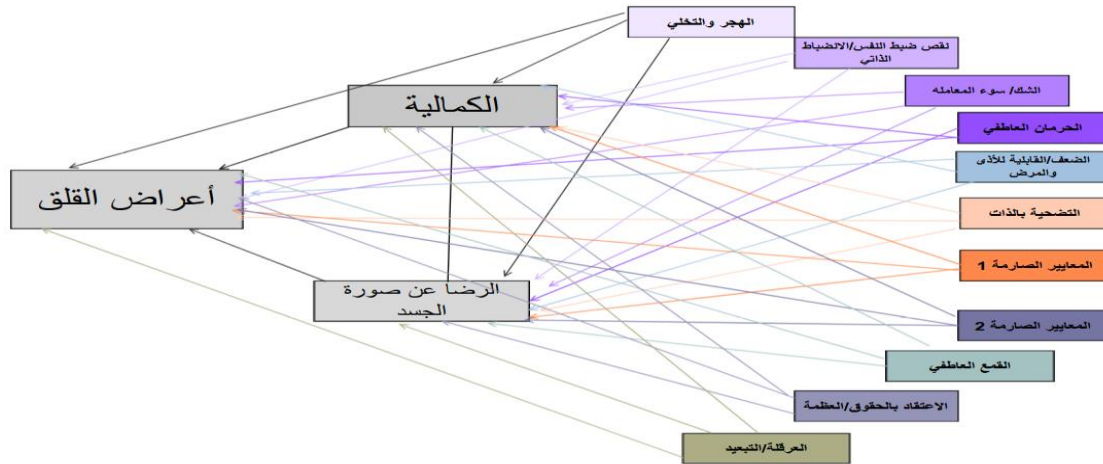 الهجر والتخلي
نقص ضبط النفس/الانضباط
الذاتي
الشك/ سوء المعامله
الكمالية
الحرمان العاطفي
الضعف/القابلية للأذى
والمرض
أعراض القلق
التضحية بالذات
المعايير الصارمة 1
الرضا عن صورة
الجسد
المعايير الصارمة 2
القمع العاطفي
الاعتقاد بالحقوق/العظمة
العرقلة/التبعيد